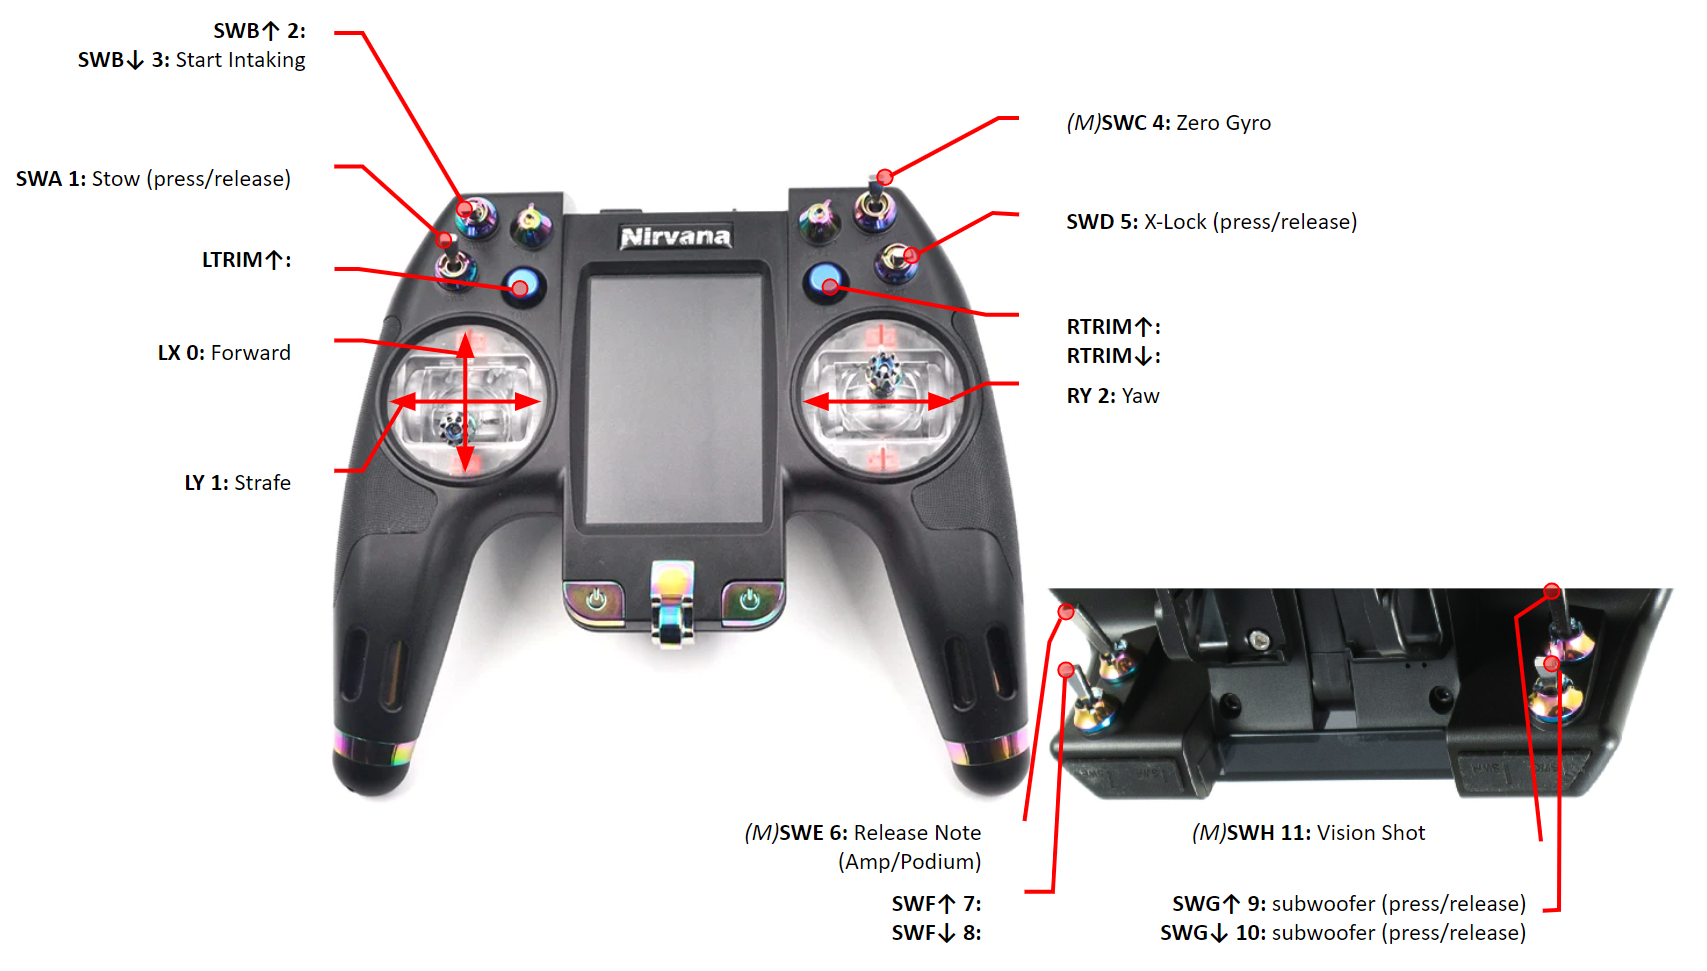 SWB↑ 2:
SWB↓ 3: Start Intaking
SWA 1: Stow (press/release)
LTRIM↑:
LX 0: Forward
LY 1: Strafe
Nirvana
(M)SWC 4: Zero Gyro
SWD 5: X-Lock (press/release)
RTRIM↑:
RTRIM↓:
RY 2: Yaw
(M)SWE 6: Release Note
(Amp/Podium)
SWF↑ 7:
SWF↓ 8:
(M)SWH 11: Vision Shot
SWG↑ 9: subwoofer (press/release)
SWG↓ 10: subwoofer (press/release)